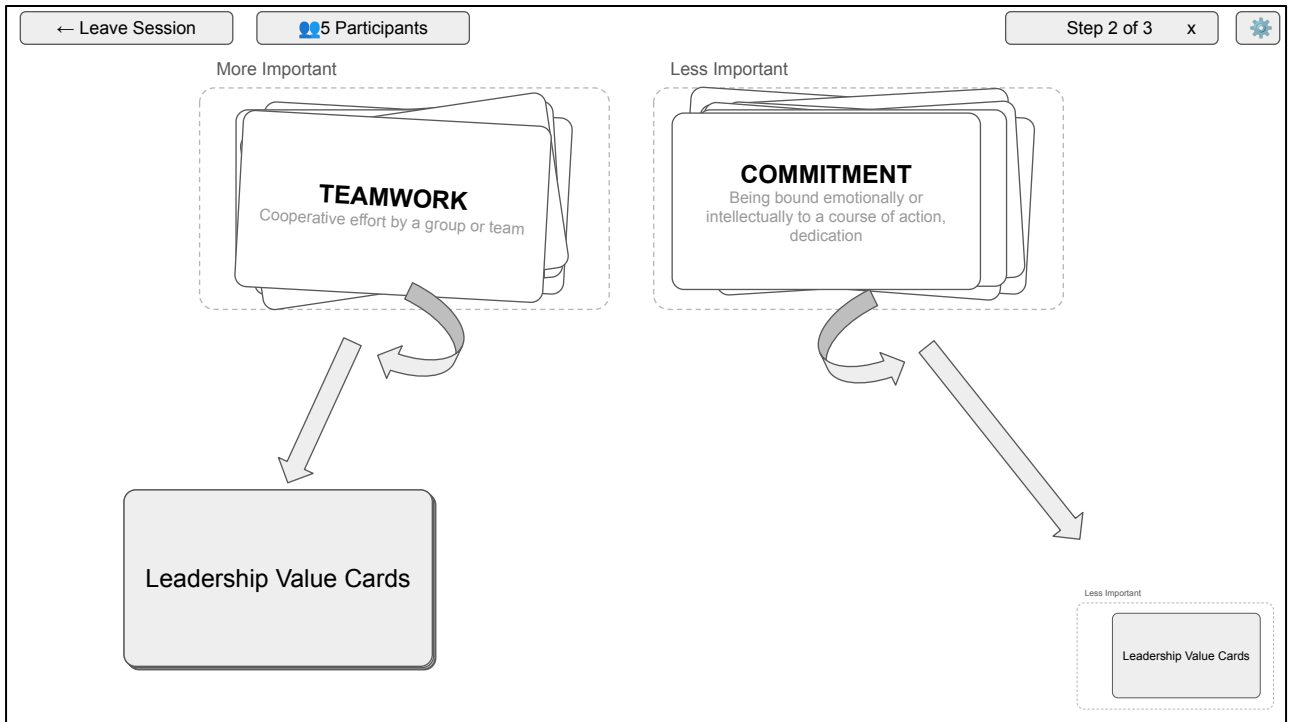 ← Leave Session
👥5 Participants
Step 2 of 3 x
More Important
Less Important
TEAMWORK
Cooperative effort by a group or team
COMMITMENT
Being bound emotionally or
intellectually to a course of action,
dedication
Leadership Value Cards
Less Important
Leadership Value Cards